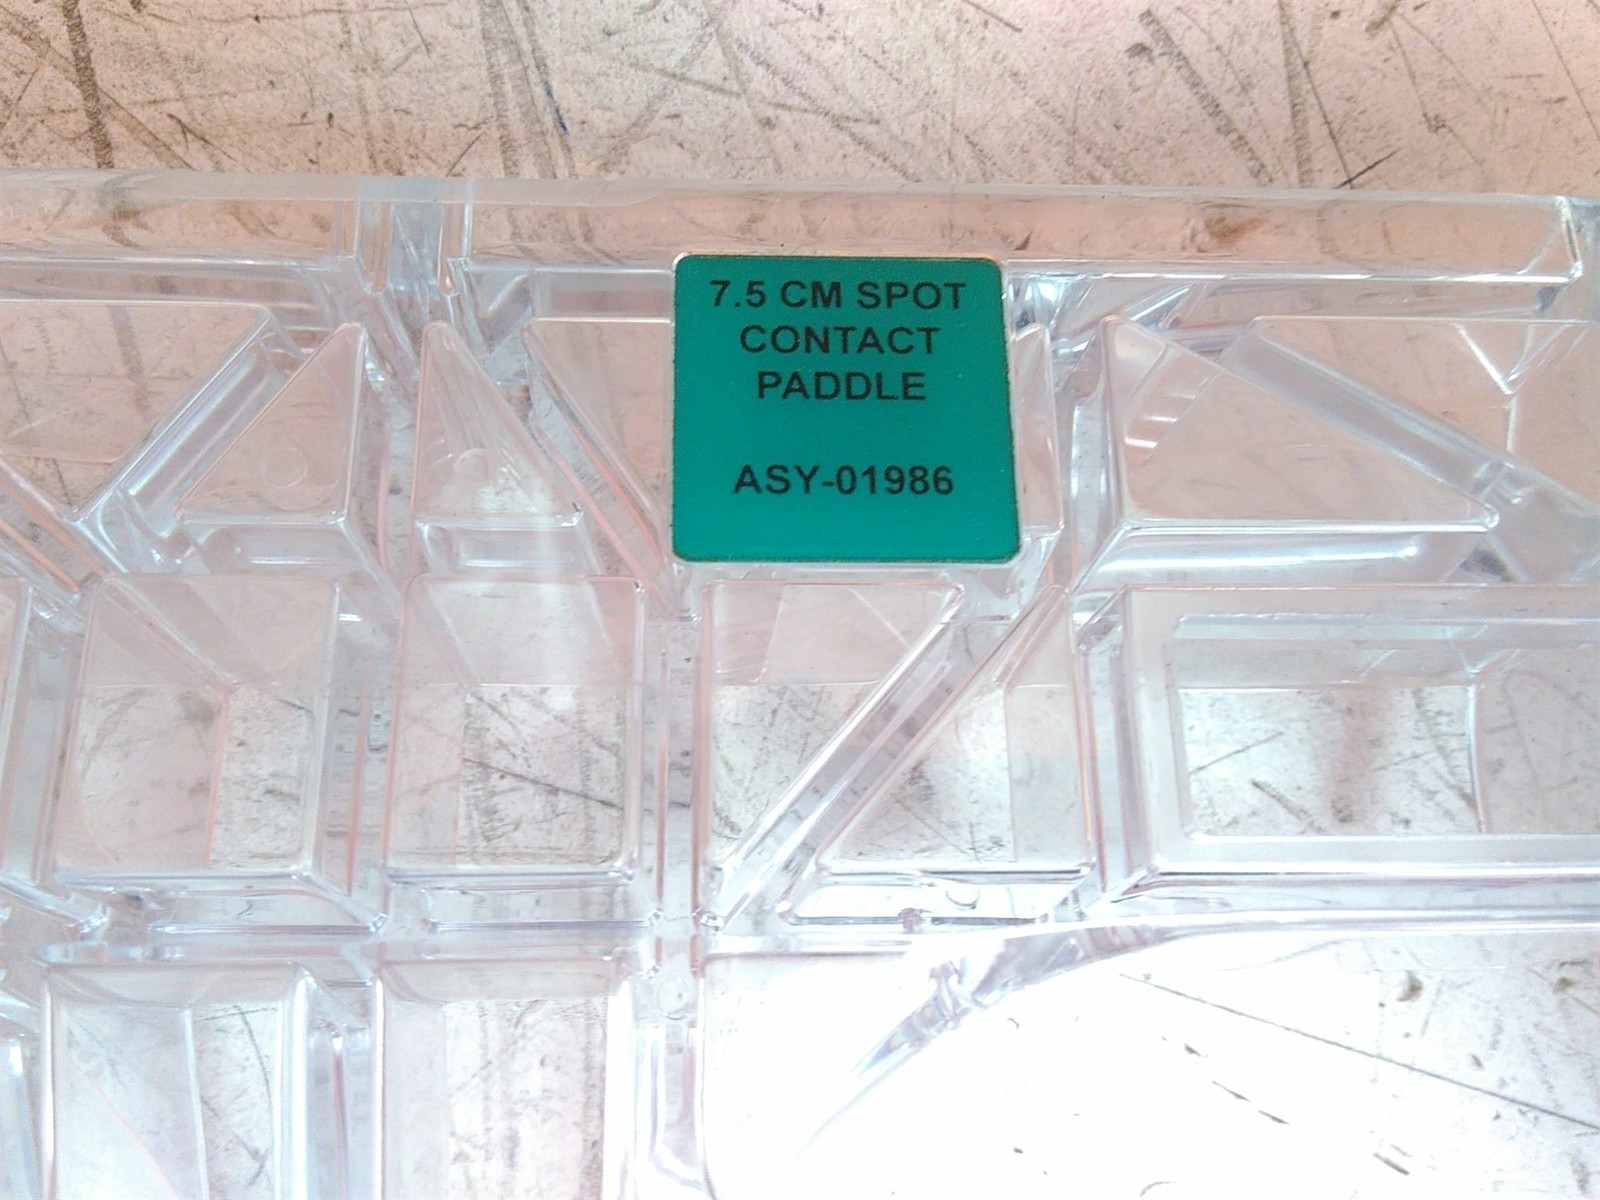 7.5 CM SPOT
CONTACT
PADDLE
ASY-01986